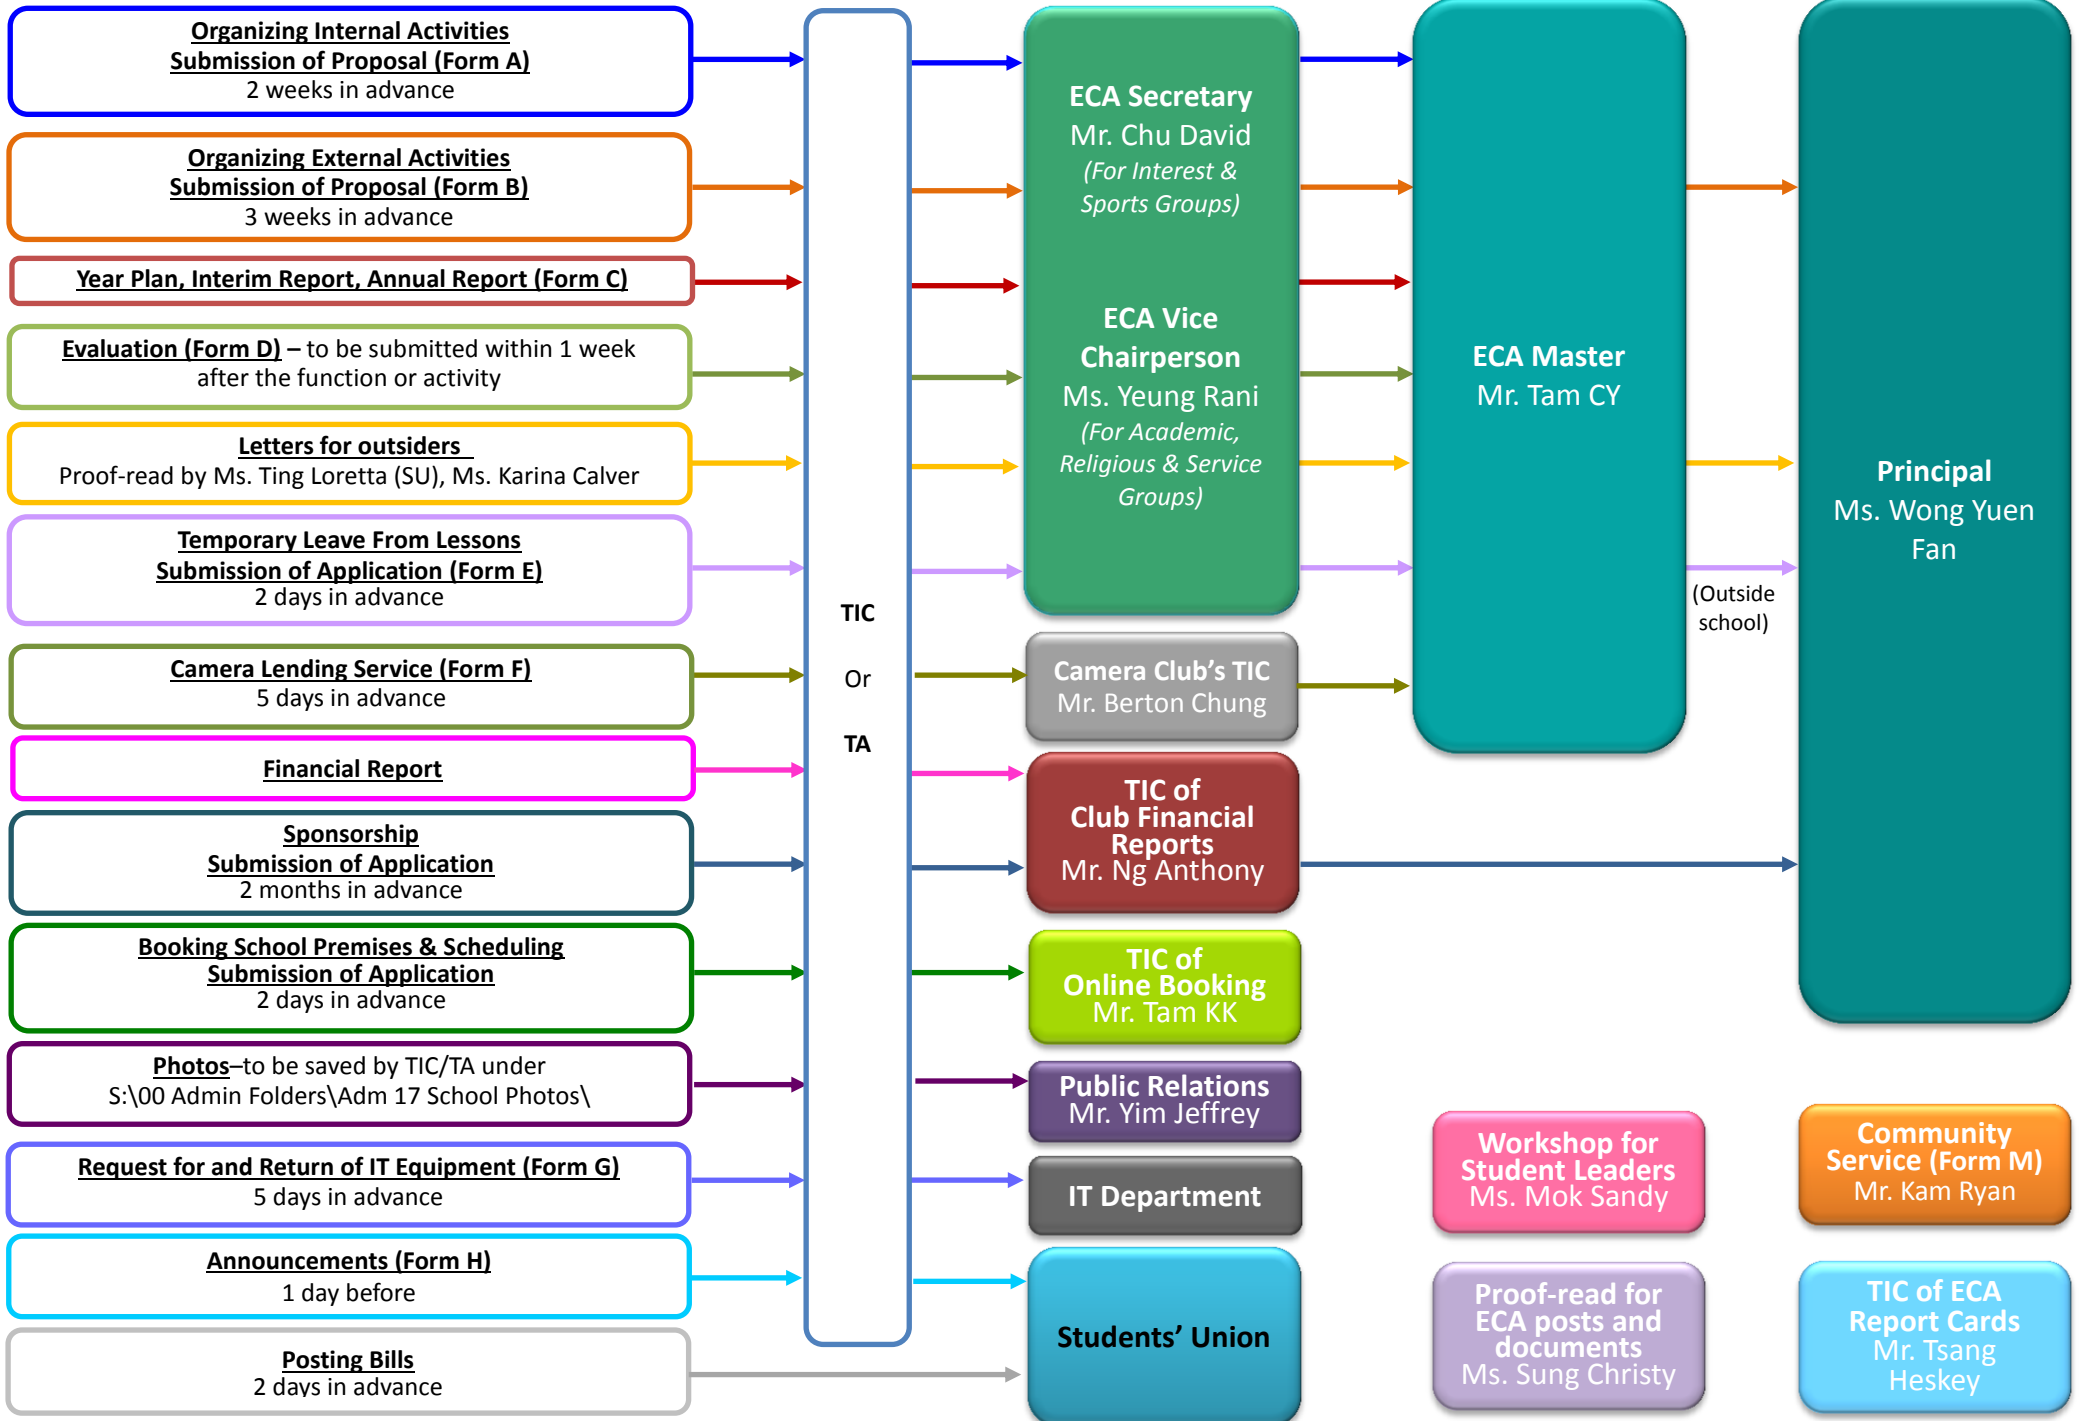 Organizing Internal Activities
Submission of Proposal (Form A)
2 weeks in advance
Organizing External Activities
Submission of Proposal (Form B)
3 weeks in advance
Year Plan, Interim Report, Annual Report (Form C)
Evaluation (Form D) – to be submitted within 1 week
after the function or activity
Letters for outsiders
Proof-read by Ms. Ting Loretta (SU), Ms. Karina Calver
Temporary Leave From Lessons
Submission of Application (Form E)
2 days in advance
Camera Lending Service (Form F)
5 days in advance
Financial Report
Sponsorship
Submission of Application
2 months in advance
Booking School Premises & Scheduling
Submission of Application
2 days in advance
Photos–to be saved by TIC/TA under
S:\00 Admin Folders\Adm 17 School Photos\
Request for and Return of IT Equipment (Form G)
5 days in advance
Announcements (Form H)
1 day before
Posting Bills
2 days in advance
TIC
Or
TA
ECA Secretary
Mr. Chu David
(For Interest &
Sports Groups)
ECA Vice
Chairperson
Ms. Yeung Rani
(For Academic,
Religious & Service
Groups)
Camera Club's TIC
Mr. Berton Chung
TIC of
Club Financial
Reports
Mr. Ng Anthony
TIC of
Online Booking
Mr. Tam KK
Public Relations
Mr. Yim Jeffrey
IT Department
Students' Union
ECA Master
Mr. Tam CY
(Outside
school)
Principal
Ms. Wong Yuen
Fan
Workshop for
Student Leaders
Ms. Mok Sandy
Community
Service (Form M)
Mr. Kam Ryan
Proof-read for
ECA posts and
documents
Ms. Sung Christy
TIC of ECA
Report Cards
Mr. Tsang
Heskey